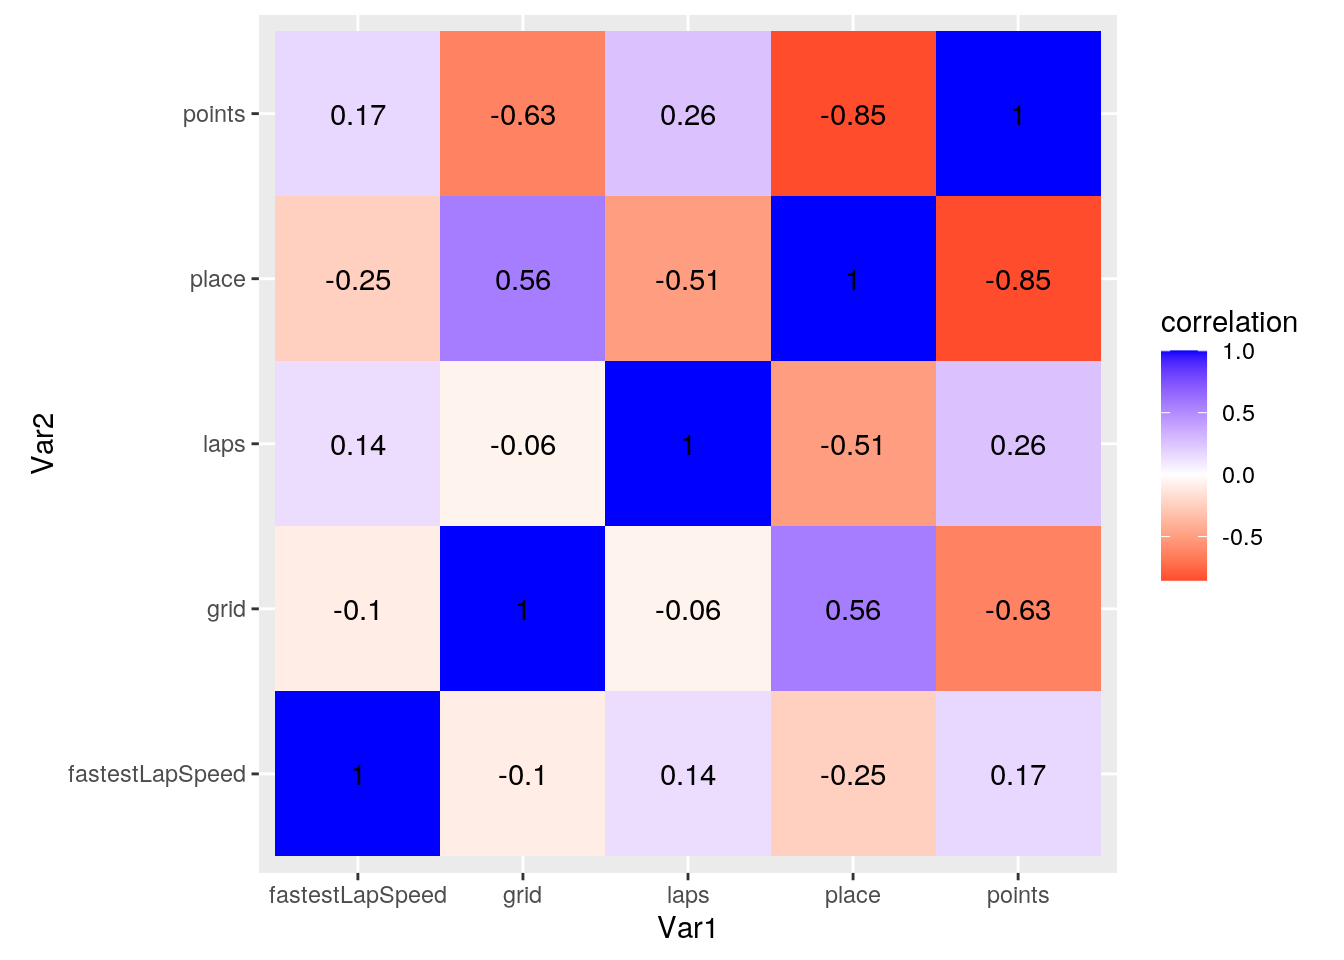 points
0.17 -0.63 0.26 -0.85 1
place
-0.25 0.56 -0.51 1 -0.85
correlation
1.0
0.5
0.0
-0.5
Var2
laps
0.14 -0.06 1 -0.51 0.26
grid
-0.1 1 -0.06 0.56 -0.63
fastestLapSpeed
1 -0.1 0.14 -0.25 0.17
fastestLapSpeed grid laps place points
Var1